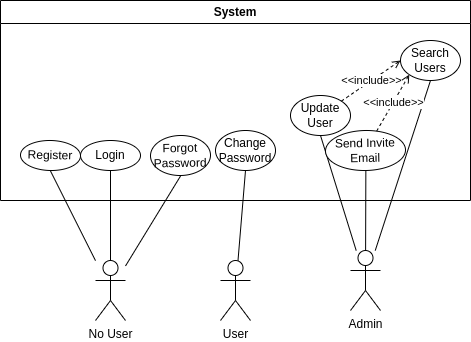 System
Search
Users
<<include>>
Update
User
<<include>>
Register
Login
Forgot
Password
Change
Password
Send Invite
Email
No User
User
Admin